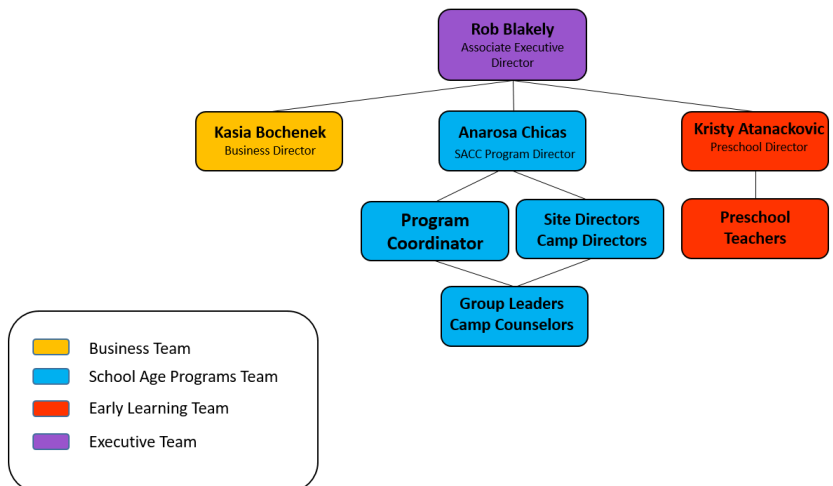 Rob Blakely
Associate Executive
Director
Kasia Bochenek
Business Director
Anarosa Chicas
SACC Program Director
Kristy Atanackovic
Preschool Director
Program
Coordinator
Site Directors
Camp Directors
Preschool
Teachers
Group Leaders
Camp Counselors
Business Team
School Age Programs Team
Early Learning Team
Executive Team